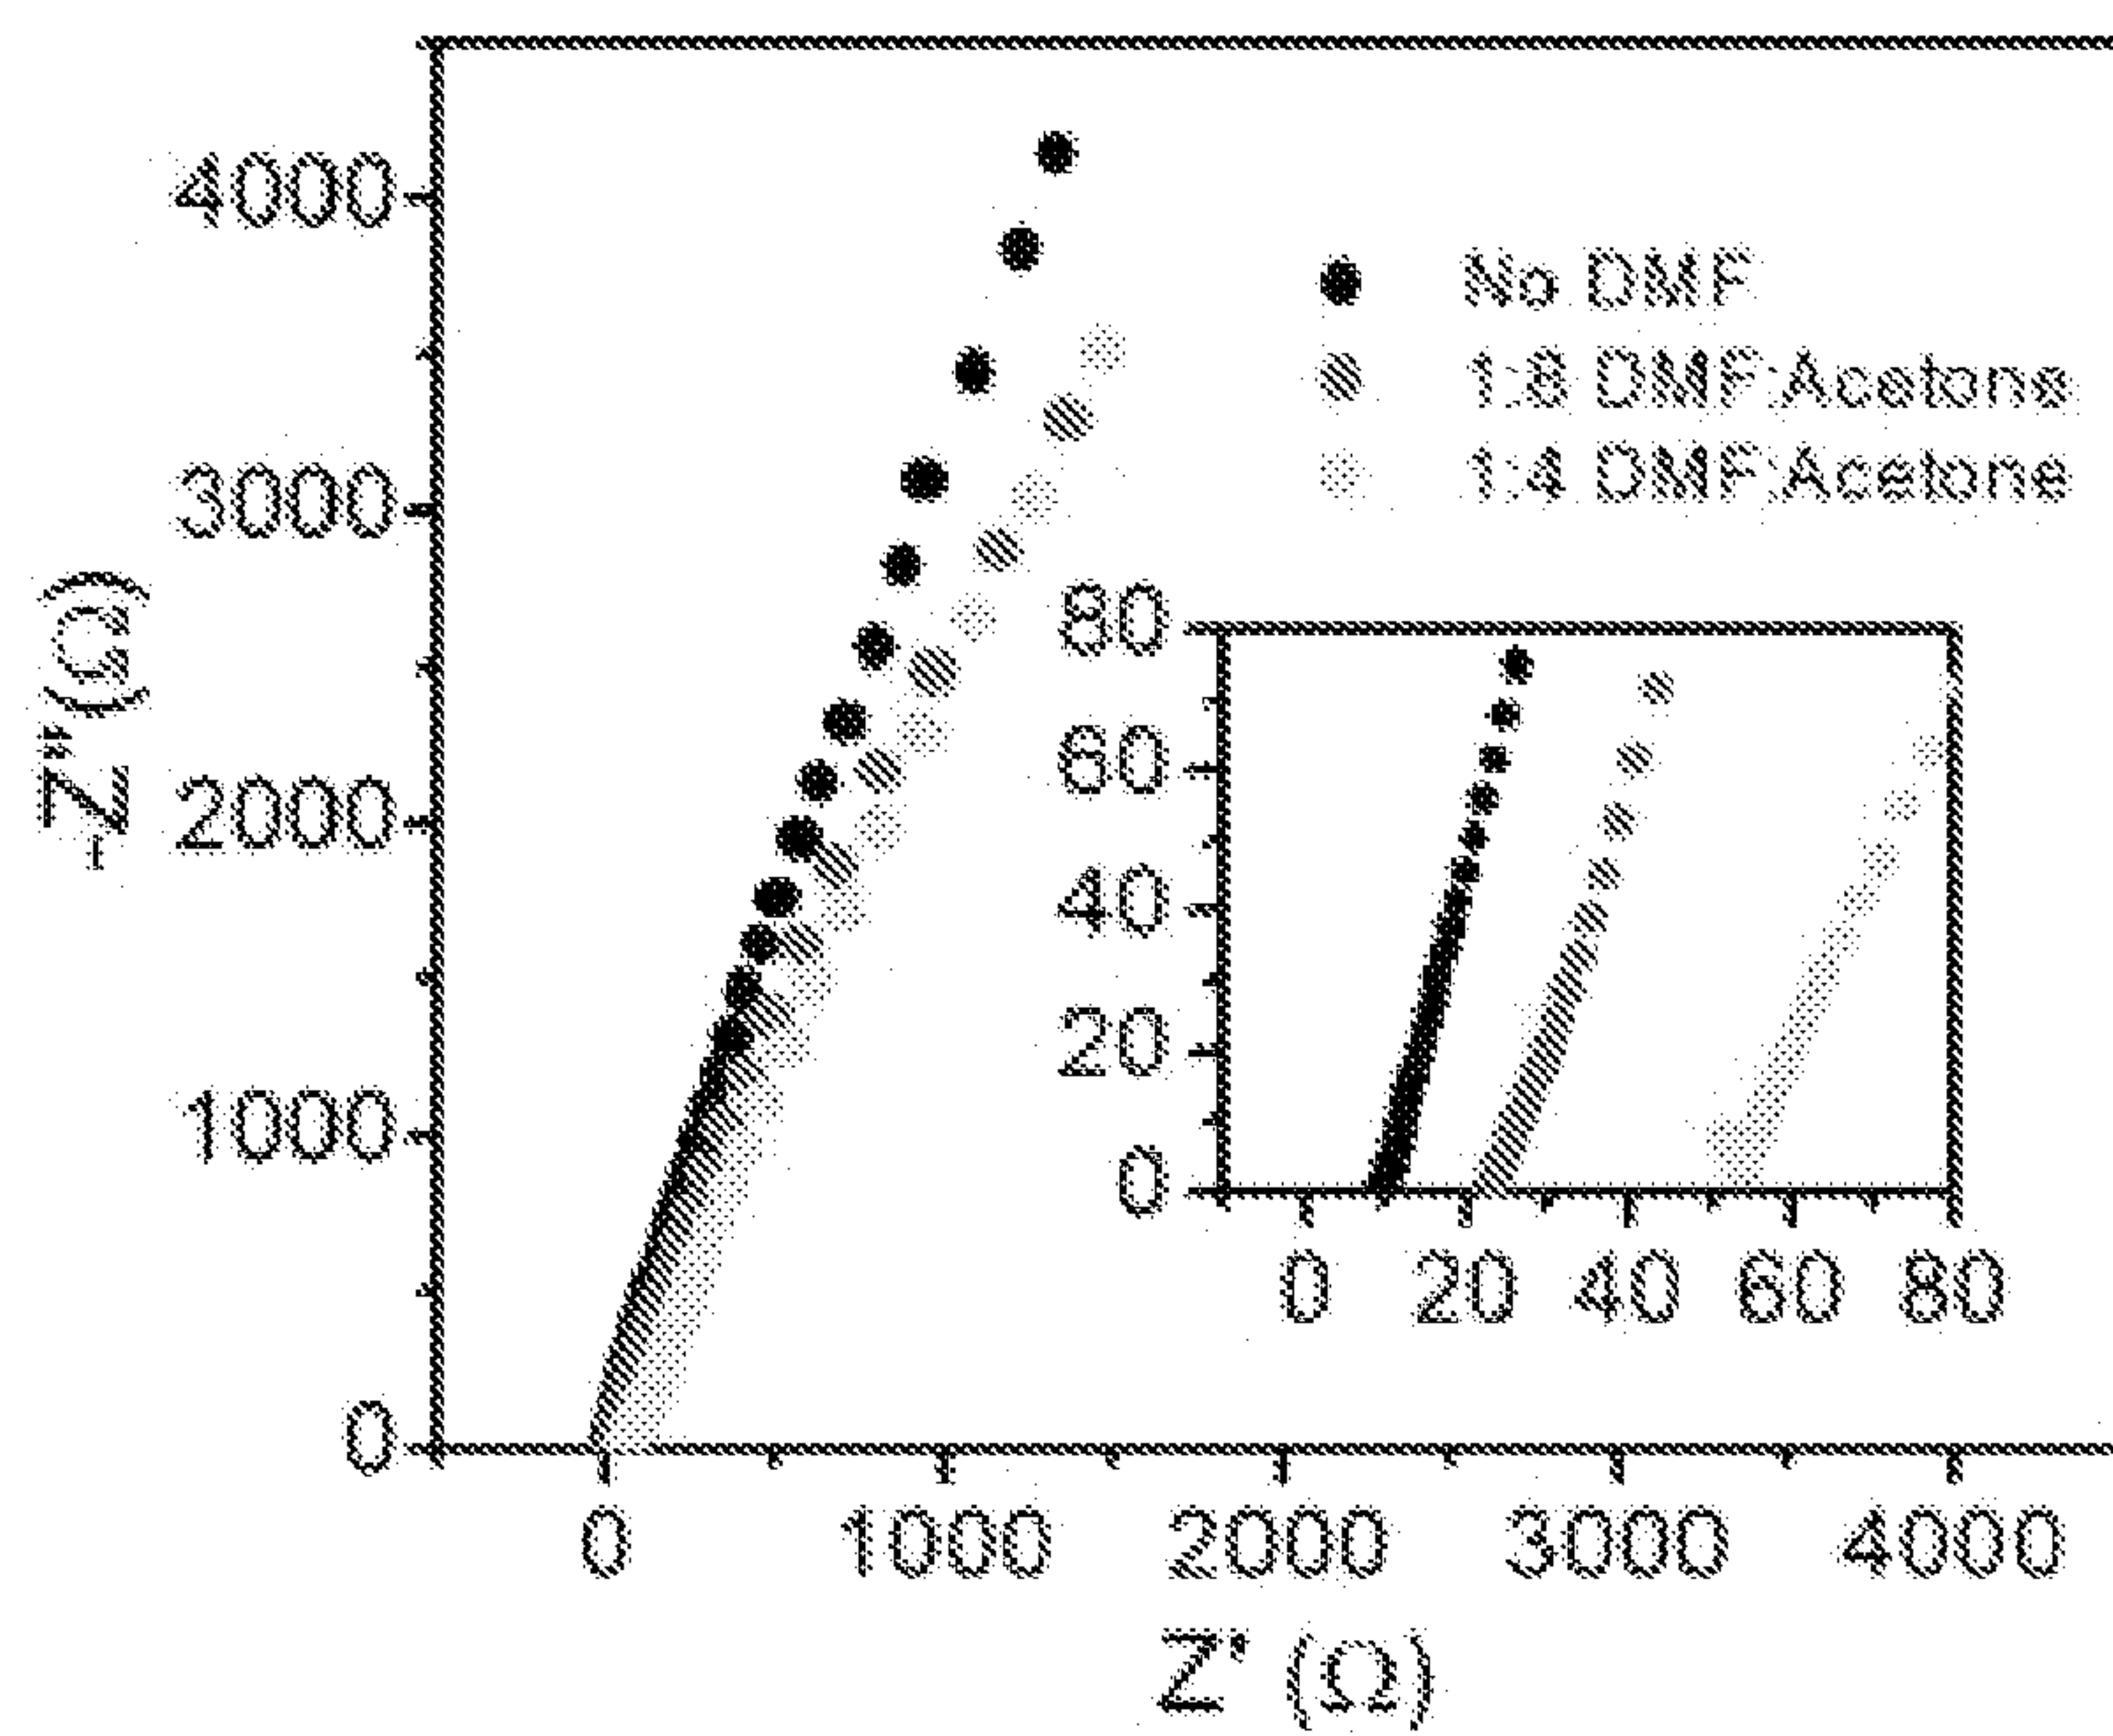 4000
3000
2000
1000
0
-Z" (Ω)
No DMF
1:8 DMF:Acetone
1:4 DMF:Acetone
80
60
40
20
0
0 20 40 60 80
0 1000 2000 3000 4000
Z' (Ω)